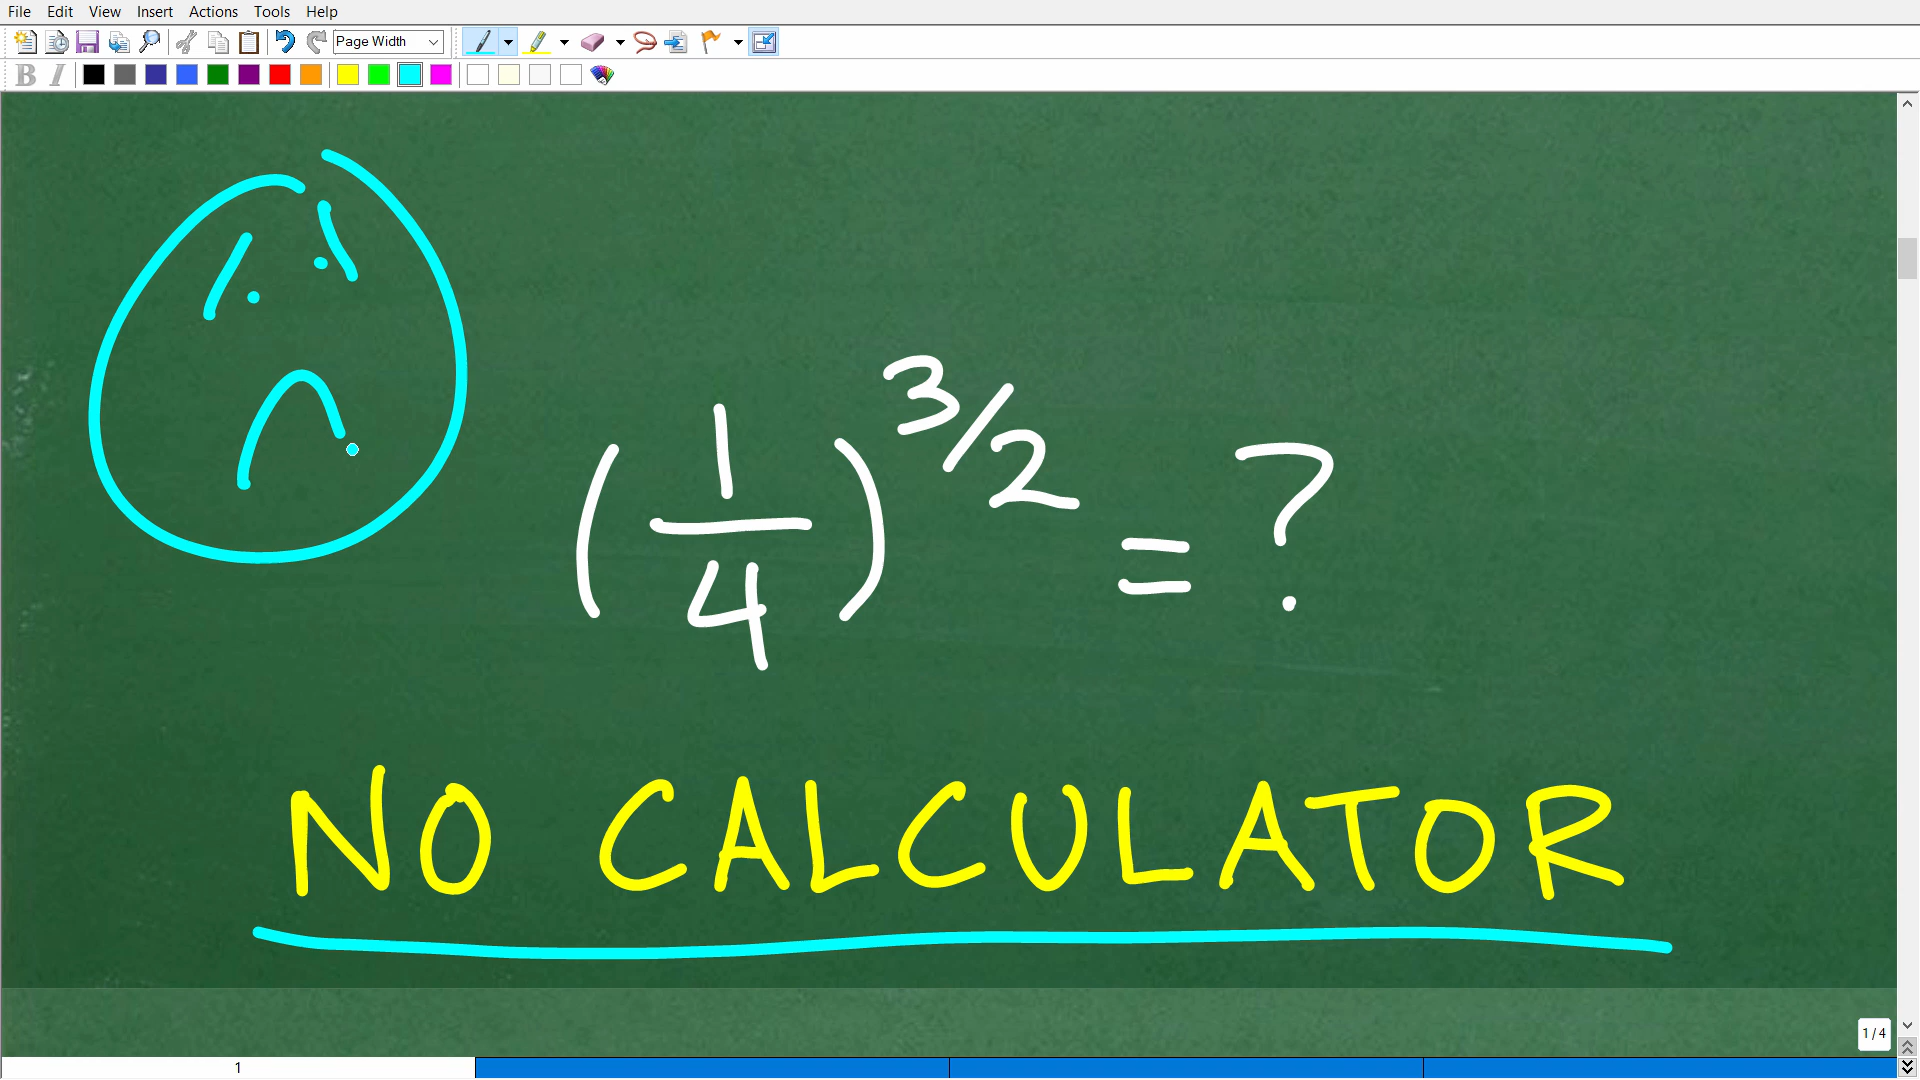 File Edit View Insert Actions Tools Help
Page Width
B I
(1/4)^3/2 = ?
NO CALCULATOR
1 / 4
1